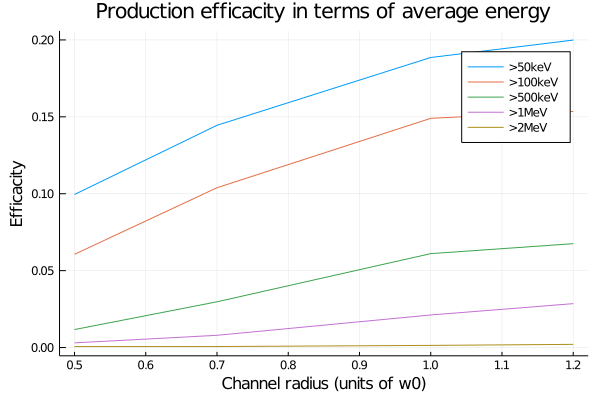 Production efficacy in terms of average energy
Efficacy
0.20
0.15
0.10
0.05
0.00
>50keV
>100keV
>500keV
>1MeV
>2MeV
0.5 0.6 0.7 0.8 0.9 1.0 1.1 1.2
Channel radius (units of w0)